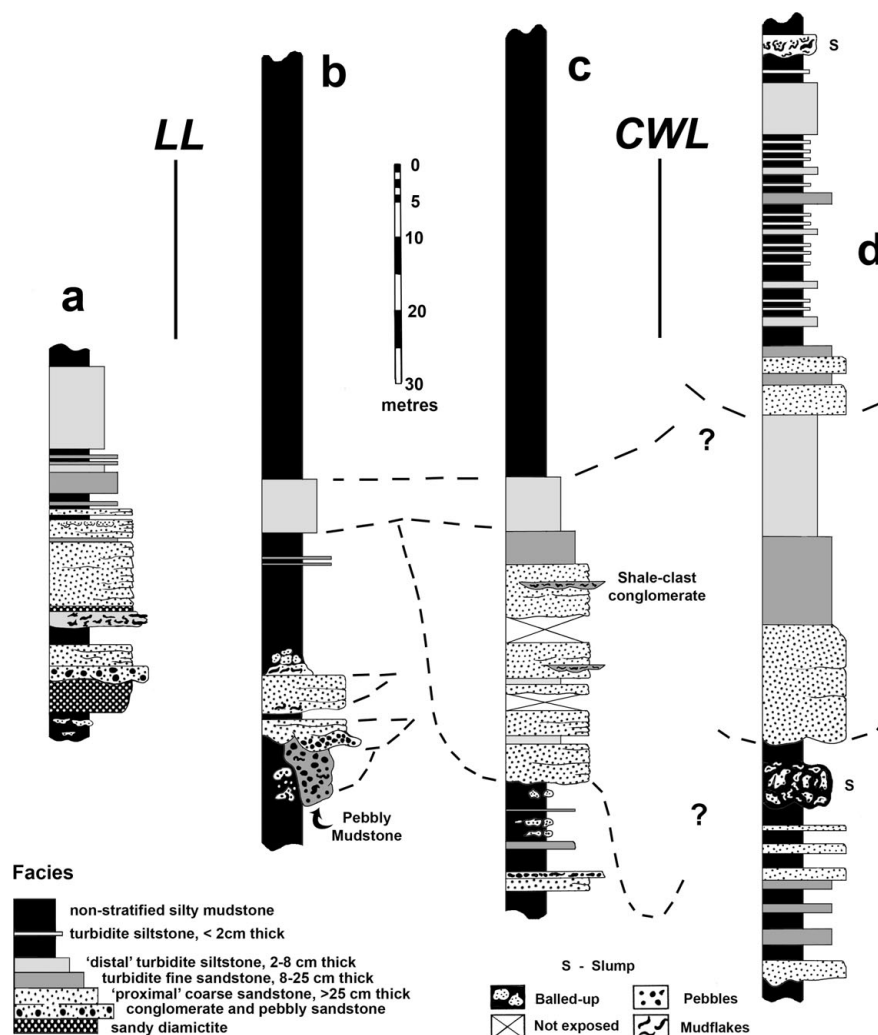 b
c
S
LL
CWL
0
5
10
20
30
metres
a
d
?
Shale-clast
conglomerate
Pebbly
Mudstone
?
S
Facies
non-stratified silty mudstone
turbidite siltstone, < 2cm thick
'distal' turbidite siltstone, 2-8 cm thick
turbidite fine sandstone, 8-25 cm thick
'proximal' coarse sandstone, >25 cm thick
conglomerate and pebbly sandstone
sandy diamictite
S - Slump
Balled-up
Pebbles
Not exposed
Mudflakes